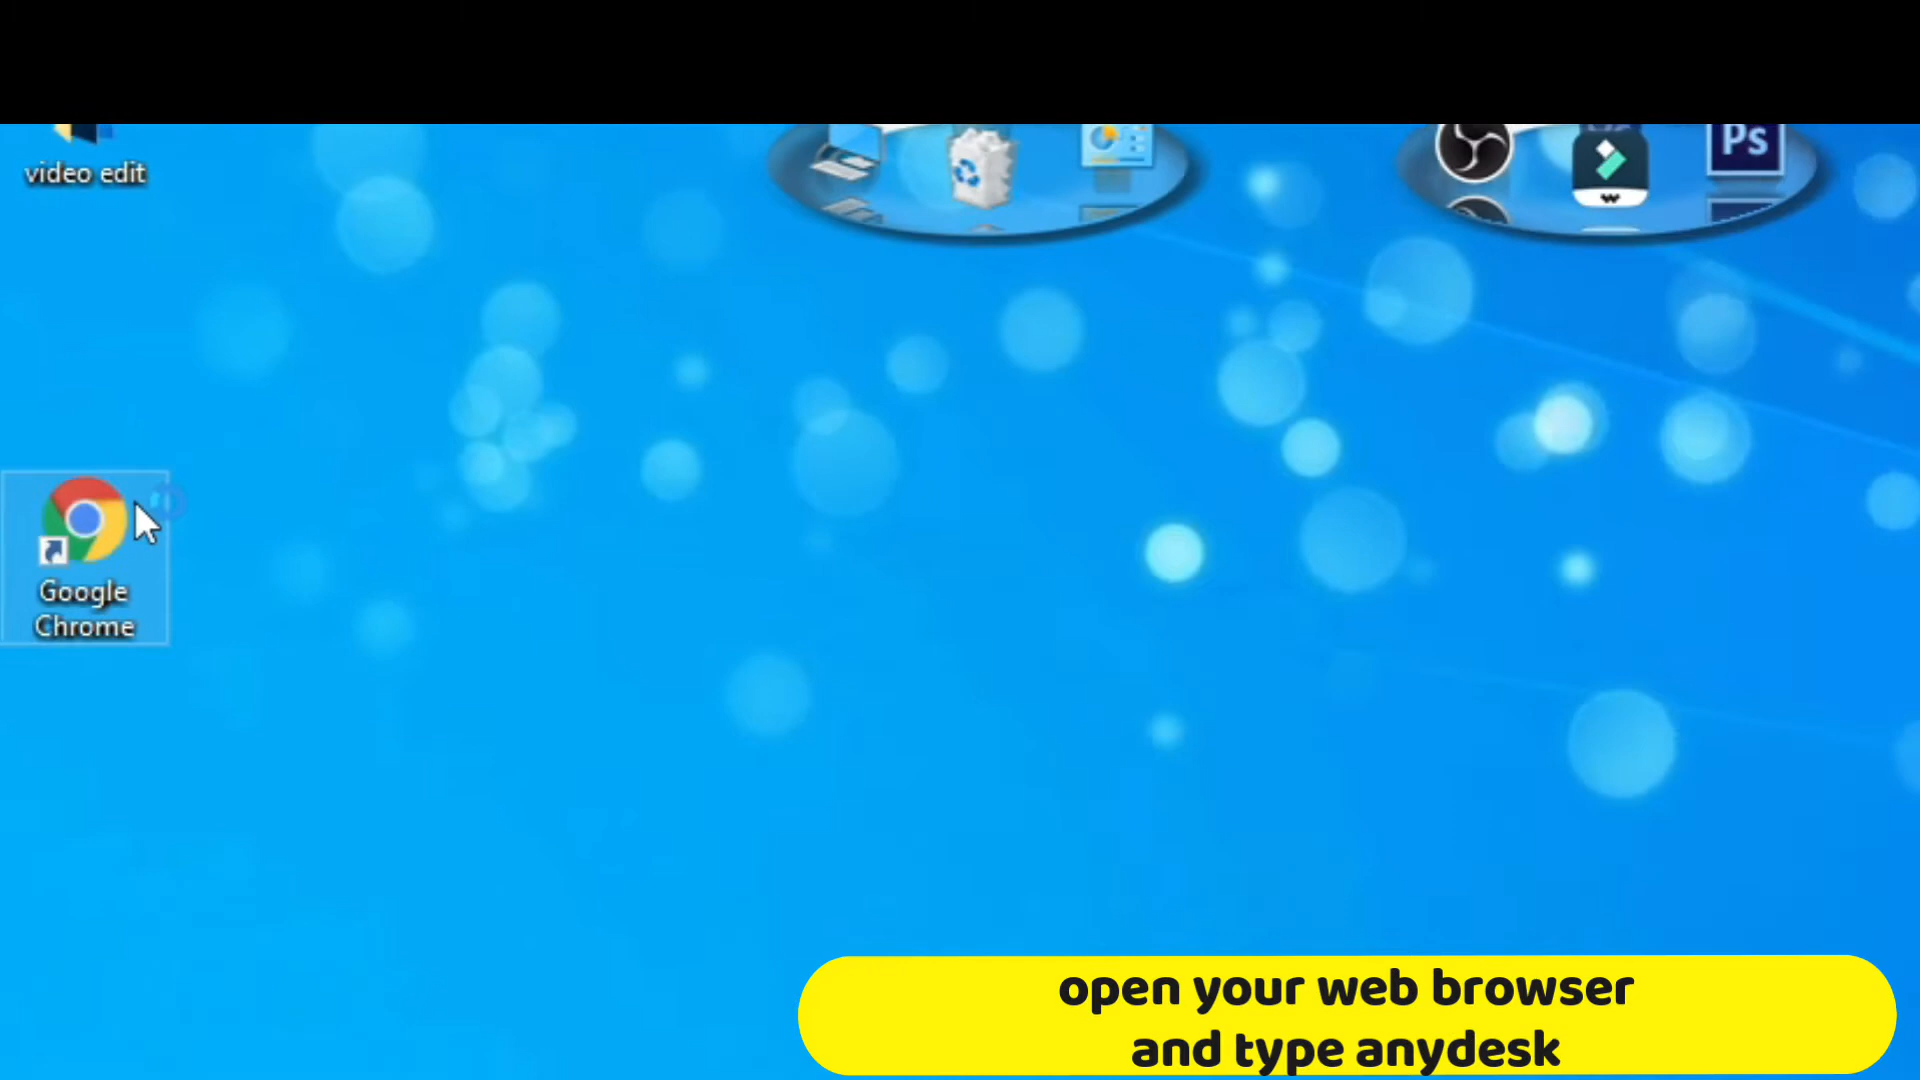 video edit
Ps
Google
Chrome
open your web browser
and type anydesk